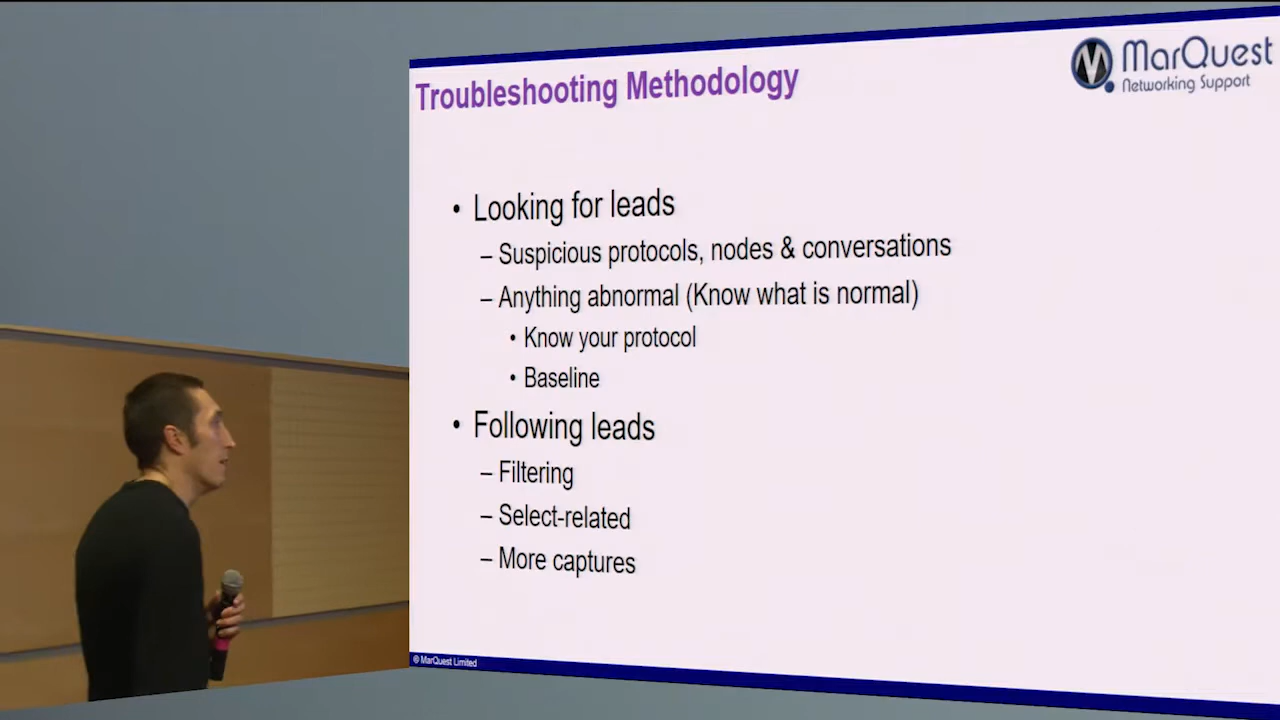 Troubleshooting Methodology
MarQuest
Networking Support
• Looking for leads
– Suspicious protocols, nodes & conversations
– Anything abnormal (Know what is normal)
• Know your protocol
• Baseline
• Following leads
– Filtering
– Select-related
– More captures
© MarQuest Limited